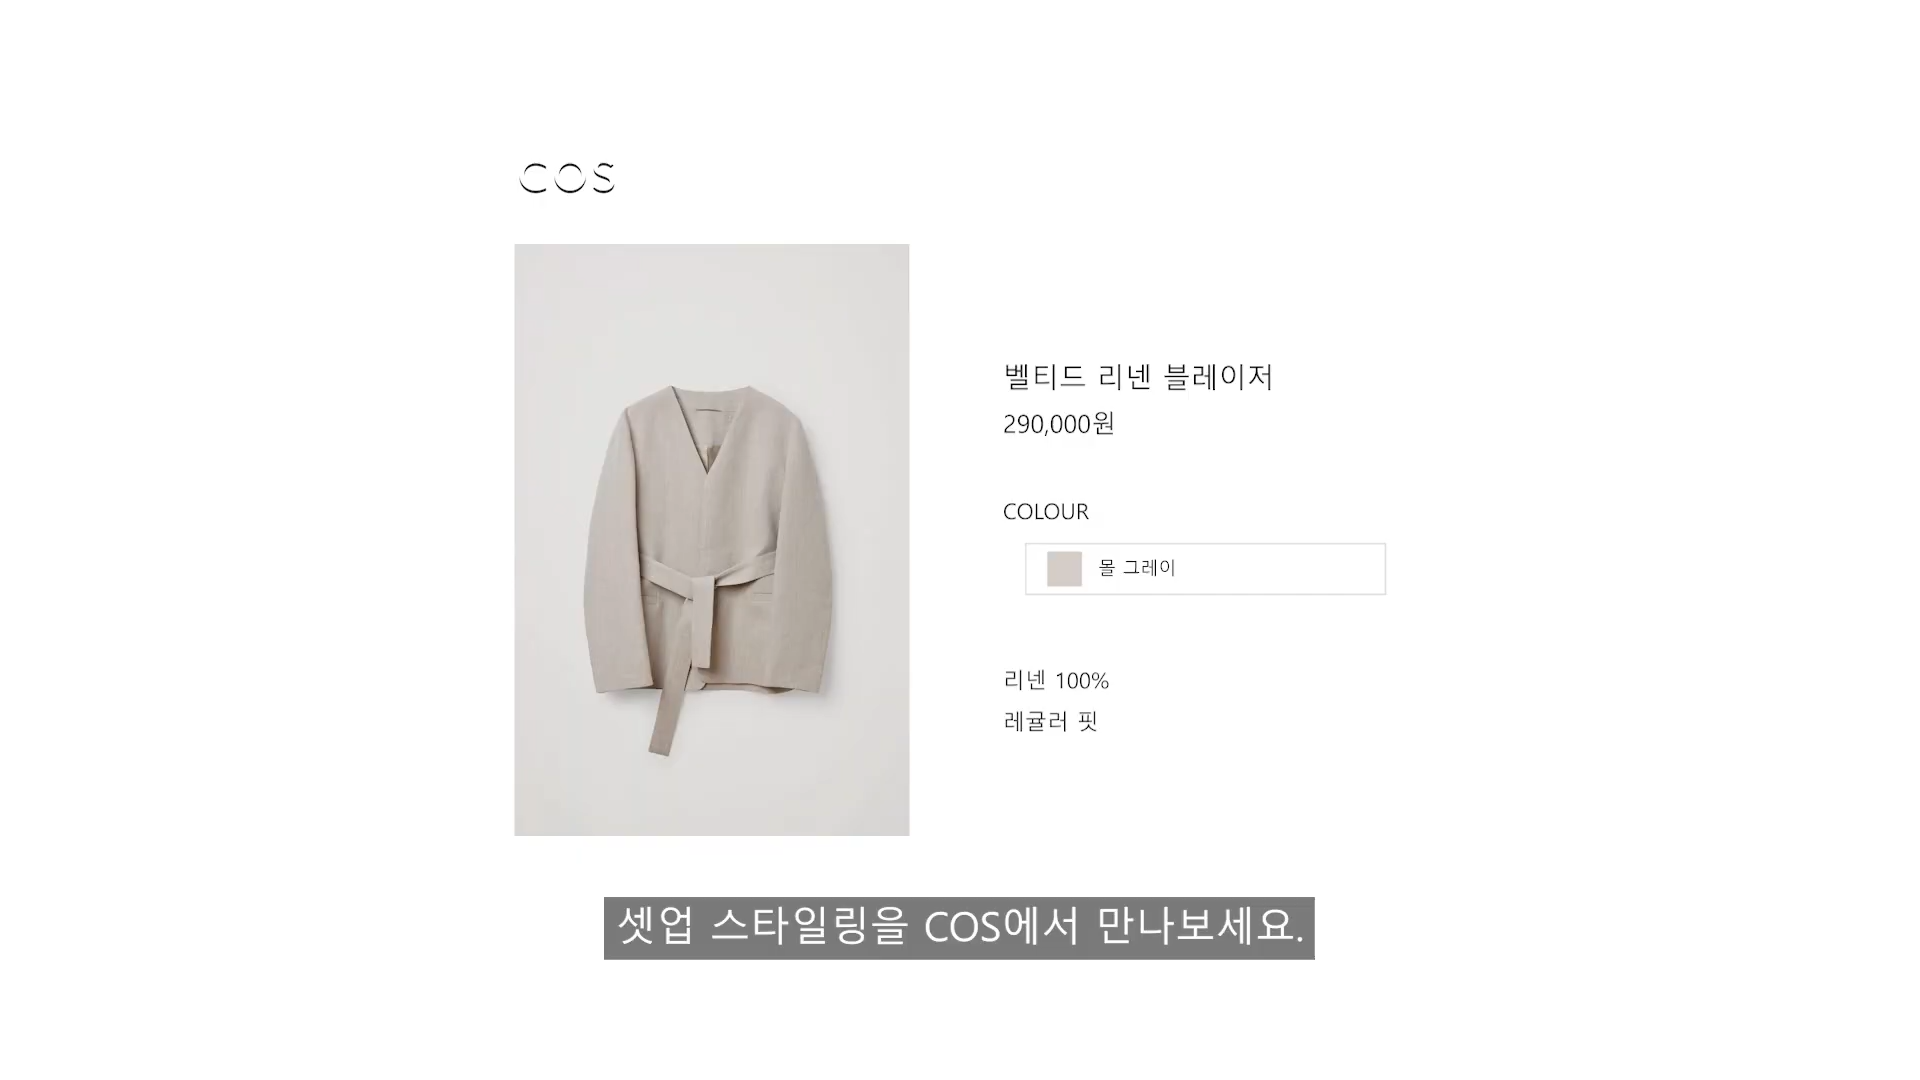 COS
벨티드 리넨 블레이저
290,000원
COLOUR
몰 그레이
리넨 100%
레귤러 핏
셋업 스타일링을 COS에서 만나보세요.